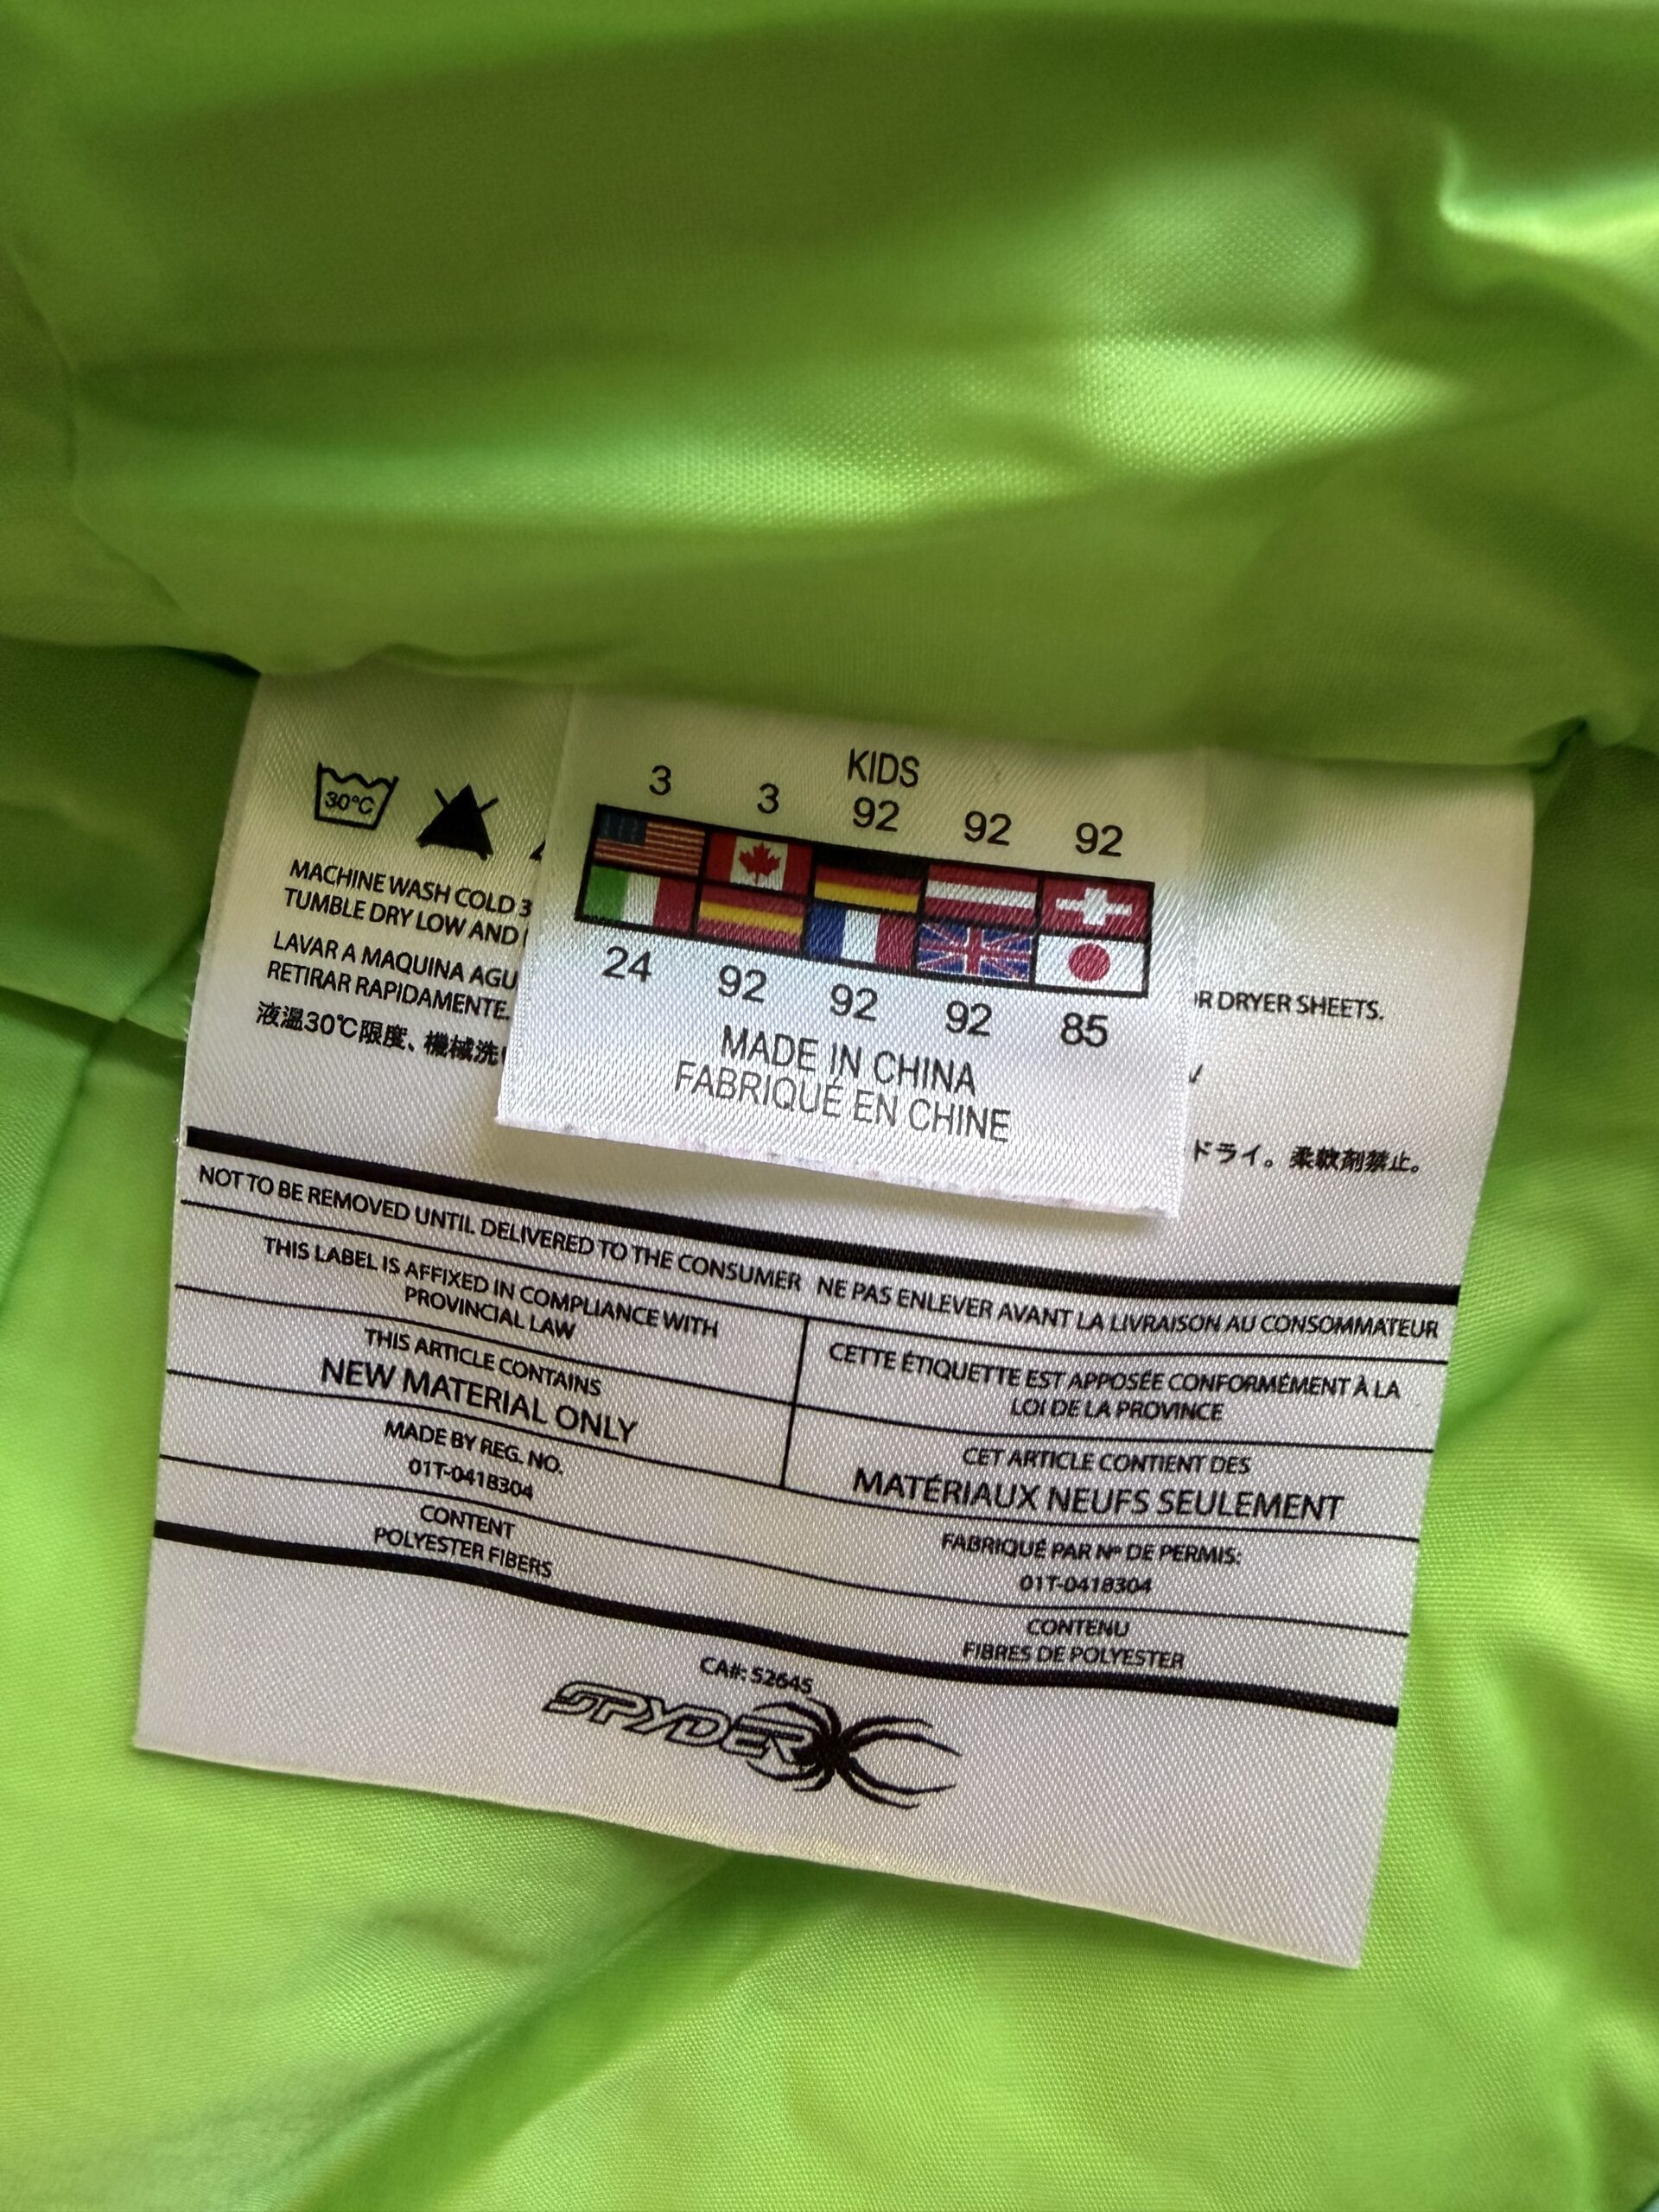 KIDS
3 3 92 92 92
24 92 92 92 85
MADE IN CHINA
FABRIQUÉ EN CHINE
30°C
MACHINE WASH COLD
TUMBLE DRY LOW AND
R DRYER SHEETS.
LAVAR A MAQUINA AGU
RETIRAR RAPIDAMENTE.
液温30℃限度、機械洗
ドライ。柔軟剤禁止。
NOT TO BE REMOVED UNTIL DELIVERED TO THE CONSUMER NE PAS ENLEVER AVANT LA LIVRAISON AU CONSOMMATEUR
THIS LABEL IS AFFIXED IN COMPLIANCE WITH
PROVINCIAL LAW
CETTE ÉTIQUETTE EST APPOSÉE CONFORMÉMENT À LA
LOI DE LA PROVINCE
THIS ARTICLE CONTAINS
NEW MATERIAL ONLY
CET ARTICLE CONTIENT DES
MATÉRIAUX NEUFS SEULEMENT
MADE BY REG. NO.
01T-0418304
FABRIQUÉ PAR Nº DE PERMIS:
01T-0418304
CONTENT
POLYESTER FIBERS
CONTENU
FIBRES DE POLYESTER
CA#: 52645
SPYDER